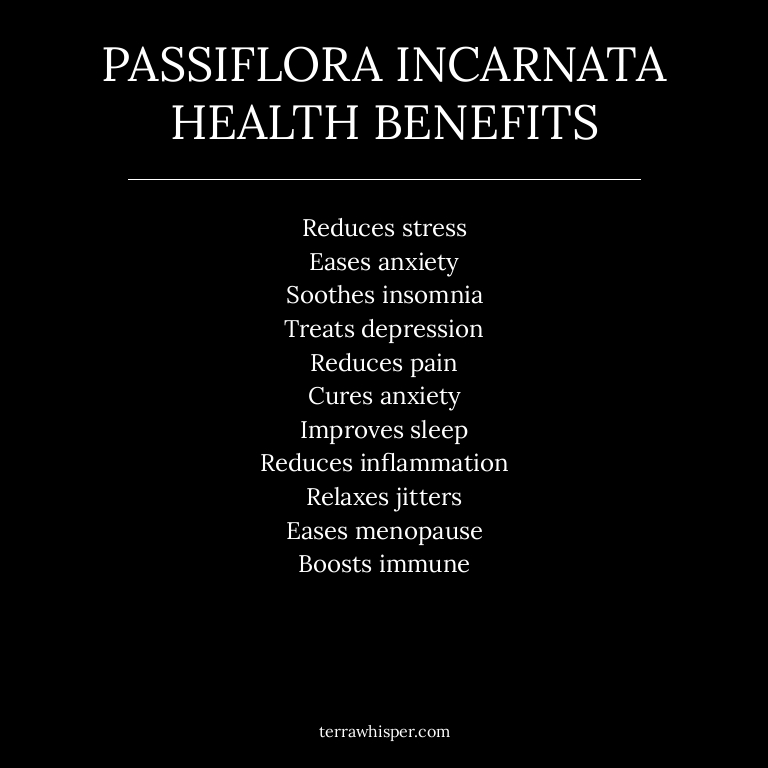 PASSIFLORA INCARNATA
HEALTH BENEFITS
Reduces stress
Eases anxiety
Soothes insomnia
Treats depression
Reduces pain
Cures anxiety
Improves sleep
Reduces inflammation
Relaxes jitters
Eases menopause
Boosts immune
terrawhisper.com